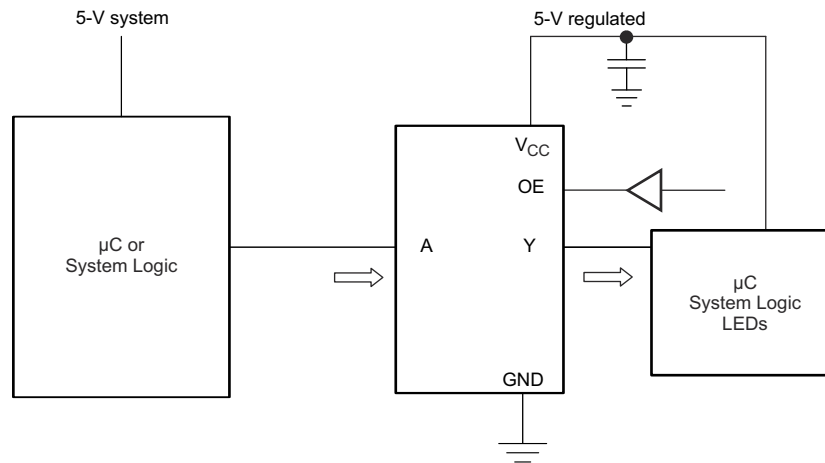 5-V system
5-V regulated
V_CC
OE
µC or
System Logic
A
Y
µC
System Logic
LEDs
GND